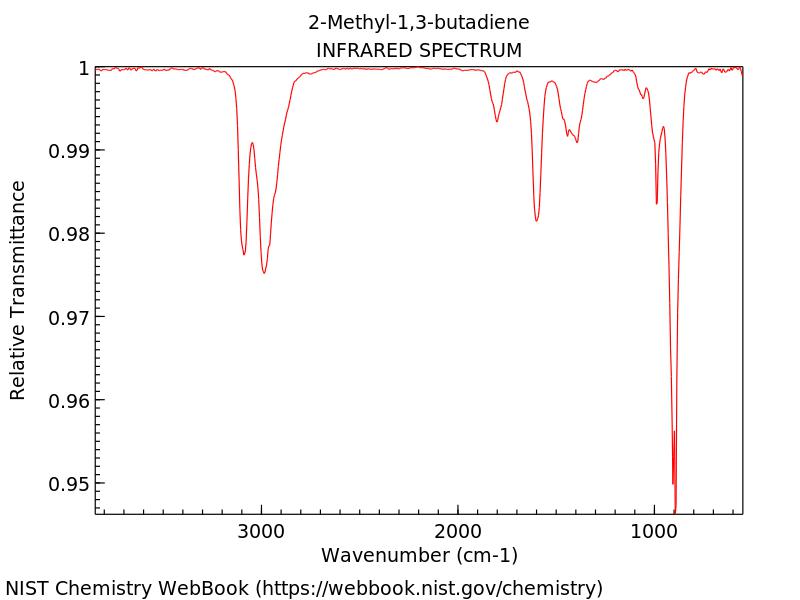 2-Methyl-1,3-butadiene
INFRARED SPECTRUM
1
0.99
0.98
0.97
0.96
0.95
Relative Transmittance
3000 2000 1000
Wavenumber (cm-1)
NIST Chemistry WebBook (https://webbook.nist.gov/chemistry)